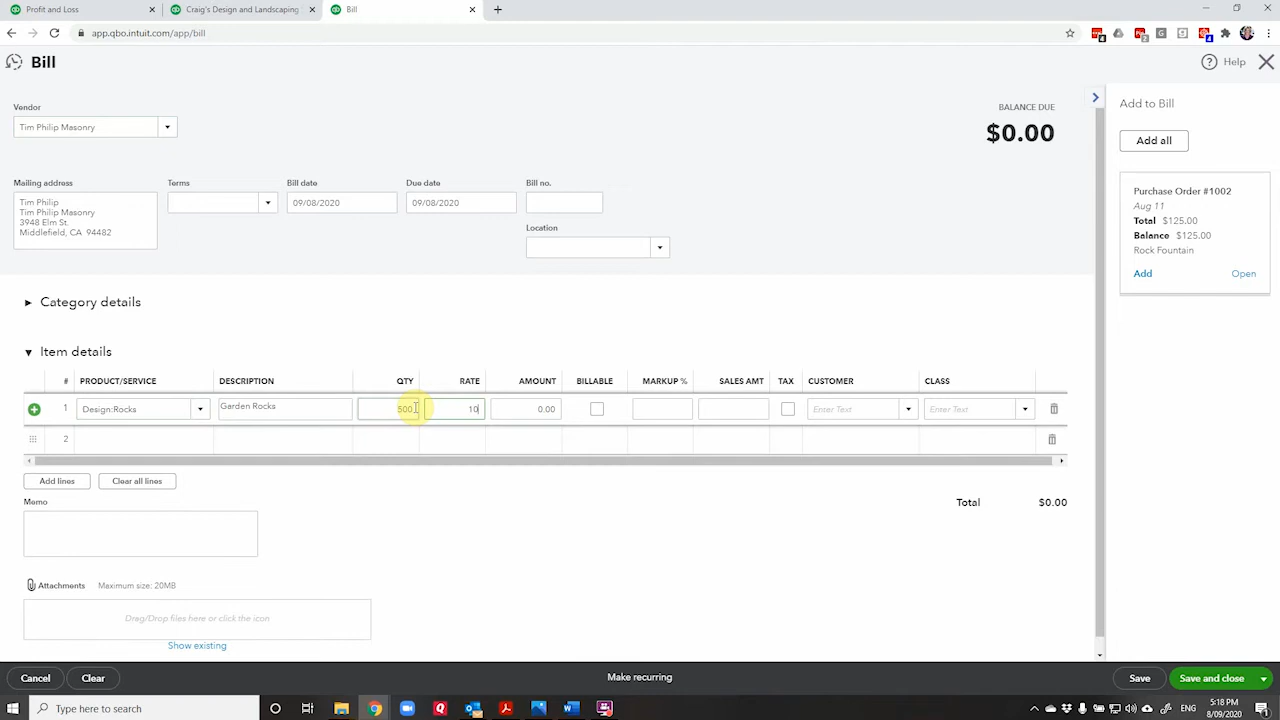 Profit and Loss
Craig's Design and Landscaping
Bill
app.qbo.intuit.com/app/bill
Bill
Help
Vendor
Tim Philip Masonry
BALANCE DUE
$0.00
Mailing address
Terms
Bill date
Due date
Bill no.
Tim Philip
Tim Philip Masonry
3948 Elm St.
Middlefield, CA 94482
09/08/2020
09/08/2020
Location
Add to Bill
Add all
Purchase Order #1002
Aug 11
Total $125.00
Balance $125.00
Rock Fountain
Add Open
Category details
Item details
# PRODUCT/SERVICE DESCRIPTION QTY RATE AMOUNT BILLABLE MARKUP % SALES AMT TAX CUSTOMER CLASS
1 Design:Rocks Garden Rocks 500 10 0.00 Enter Text Enter Text
2
Add lines Clear all lines
Memo
Total $0.00
Attachments Maximum size: 20MB
Drag/Drop files here or click the icon
Show existing
Cancel Clear Make recurring Save Save and close
Type here to search
5:18 PM
8/09/2020